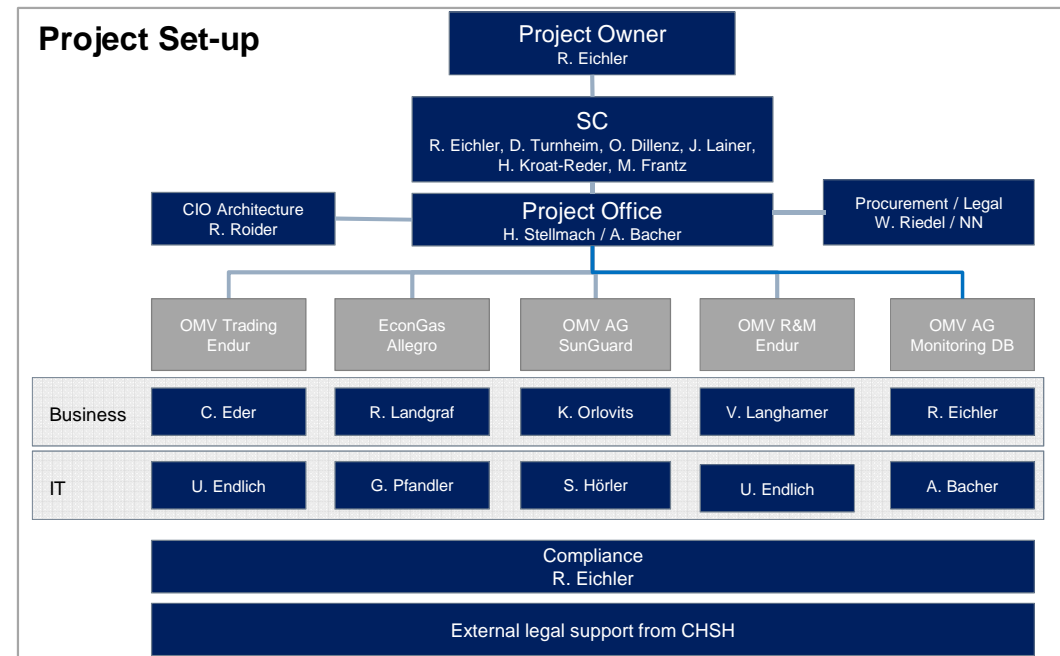 Project Set-up
Project Owner
R. Eichler
SC
R. Eichler, D. Turnheim, O. Dillenz, J. Lainer,
H. Kroat-Reder, M. Frantz
CIO Architecture
R. Roider
Project Office
H. Stellmach / A. Bacher
Procurement / Legal
W. Riedel / NN
OMV Trading
Endur
EconGas
Allegro
OMV AG
SunGuard
OMV R&M
Endur
OMV AG
Monitoring DB
Business
C. Eder
R. Landgraf
K. Orlovits
V. Langhamer
R. Eichler
IT
U. Endlich
G. Pfandler
S. Hörler
U. Endlich
A. Bacher
Compliance
R. Eichler
External legal support from CHSH